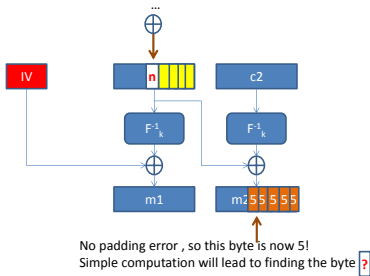 ...
IV n c2
F⁻¹ₖ F⁻¹ₖ
m1 m2 5 5 5 5 5
No padding error , so this byte is now 5!
Simple computation will lead to finding the byte ?